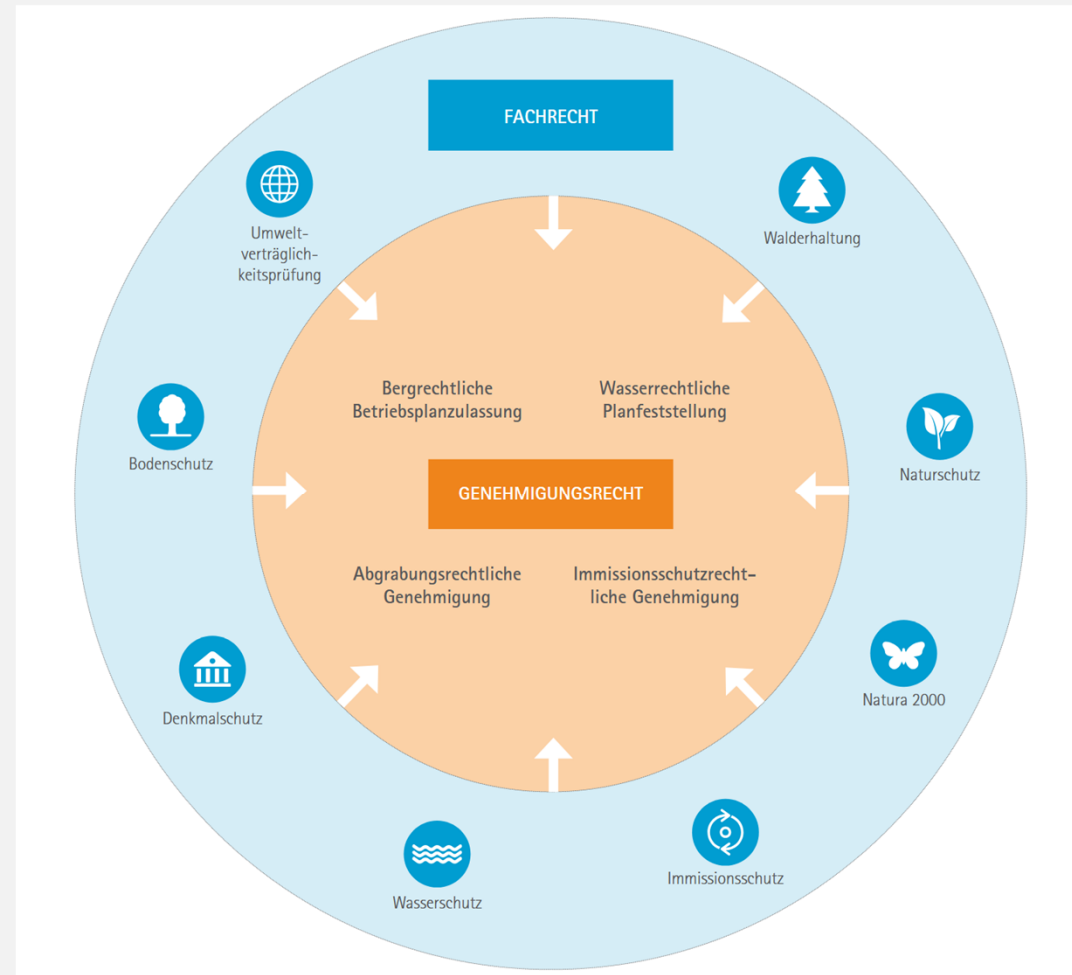 FACHRECHT
Umwelt-
verträglich-
keitsprüfung
Walderhaltung
Bergrechtliche
Betriebsplanzulassung
Wasserrechtliche
Planfeststellung
Bodenschutz
Naturschutz
GENEHMIGUNGSRECHT
Abgrabungsrechtliche
Genehmigung
Immissionsschutzrecht-
liche Genehmigung
Denkmalschutz
Natura 2000
Wasserschutz
Immissionsschutz